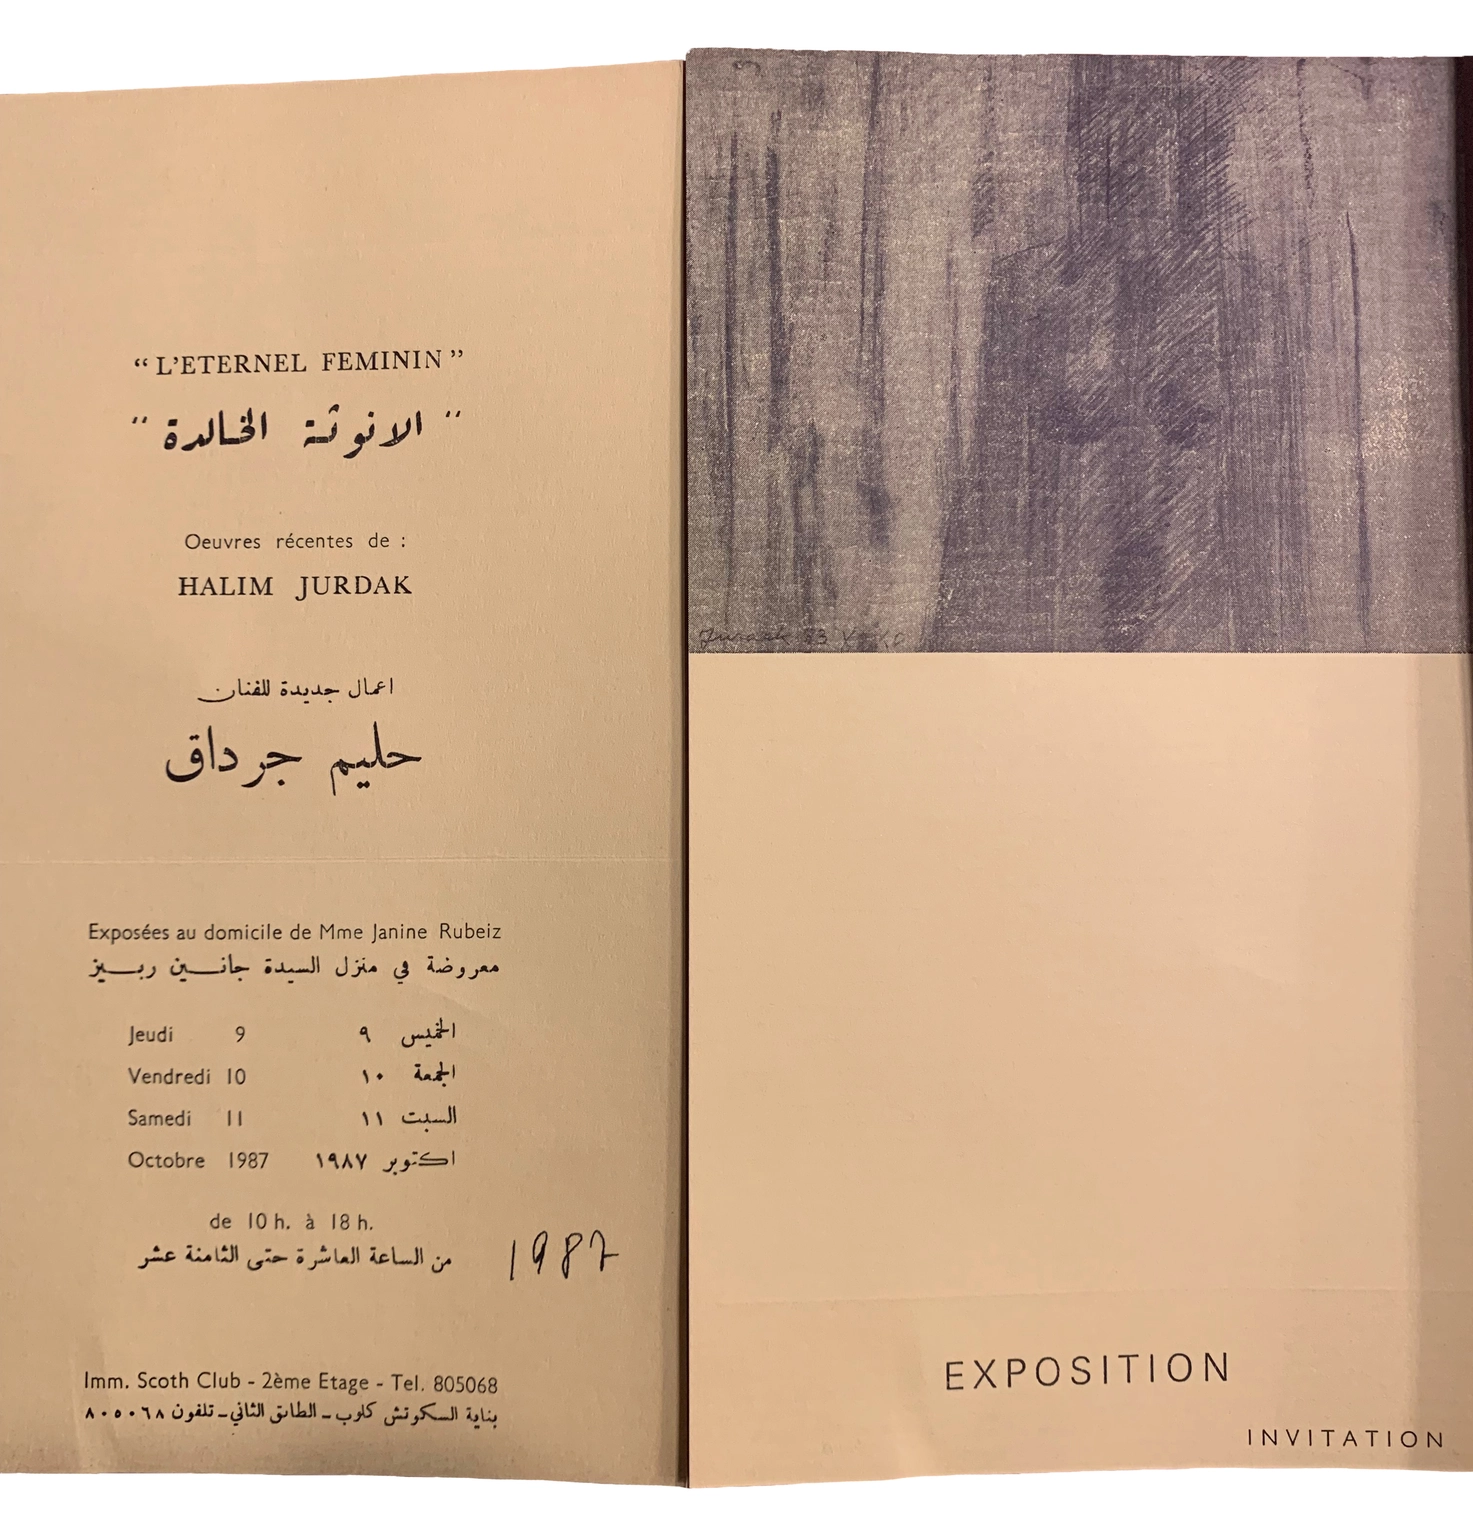 “ L’ETERNEL FEMININ ”
" الانوثة الخالدة "
Oeuvres récentes de :
HALIM JURDAK
اعمال جديدة للفنان
حليم جرداق
Exposées au domicile de Mme Janine Rubeiz
معروضة في منزل السيدة جانين ربيز
Jeudi 9 الخميس ٩
Vendredi 10 الجمعة ١٠
Samedi 11 السبت ١١
Octobre 1987 اكتوبر ١٩٨٧
de 10 h. à 18 h.
من الساعة العاشرة حتى الثامنة عشر
1987
Imm. Scoth Club - 2ème Etage - Tel. 805068
بناية السكوتش كلوب - الطابق الثاني - تلفون ٨٠٥٠٦٨
Jurdak 83
EXPOSITION
INVITATION